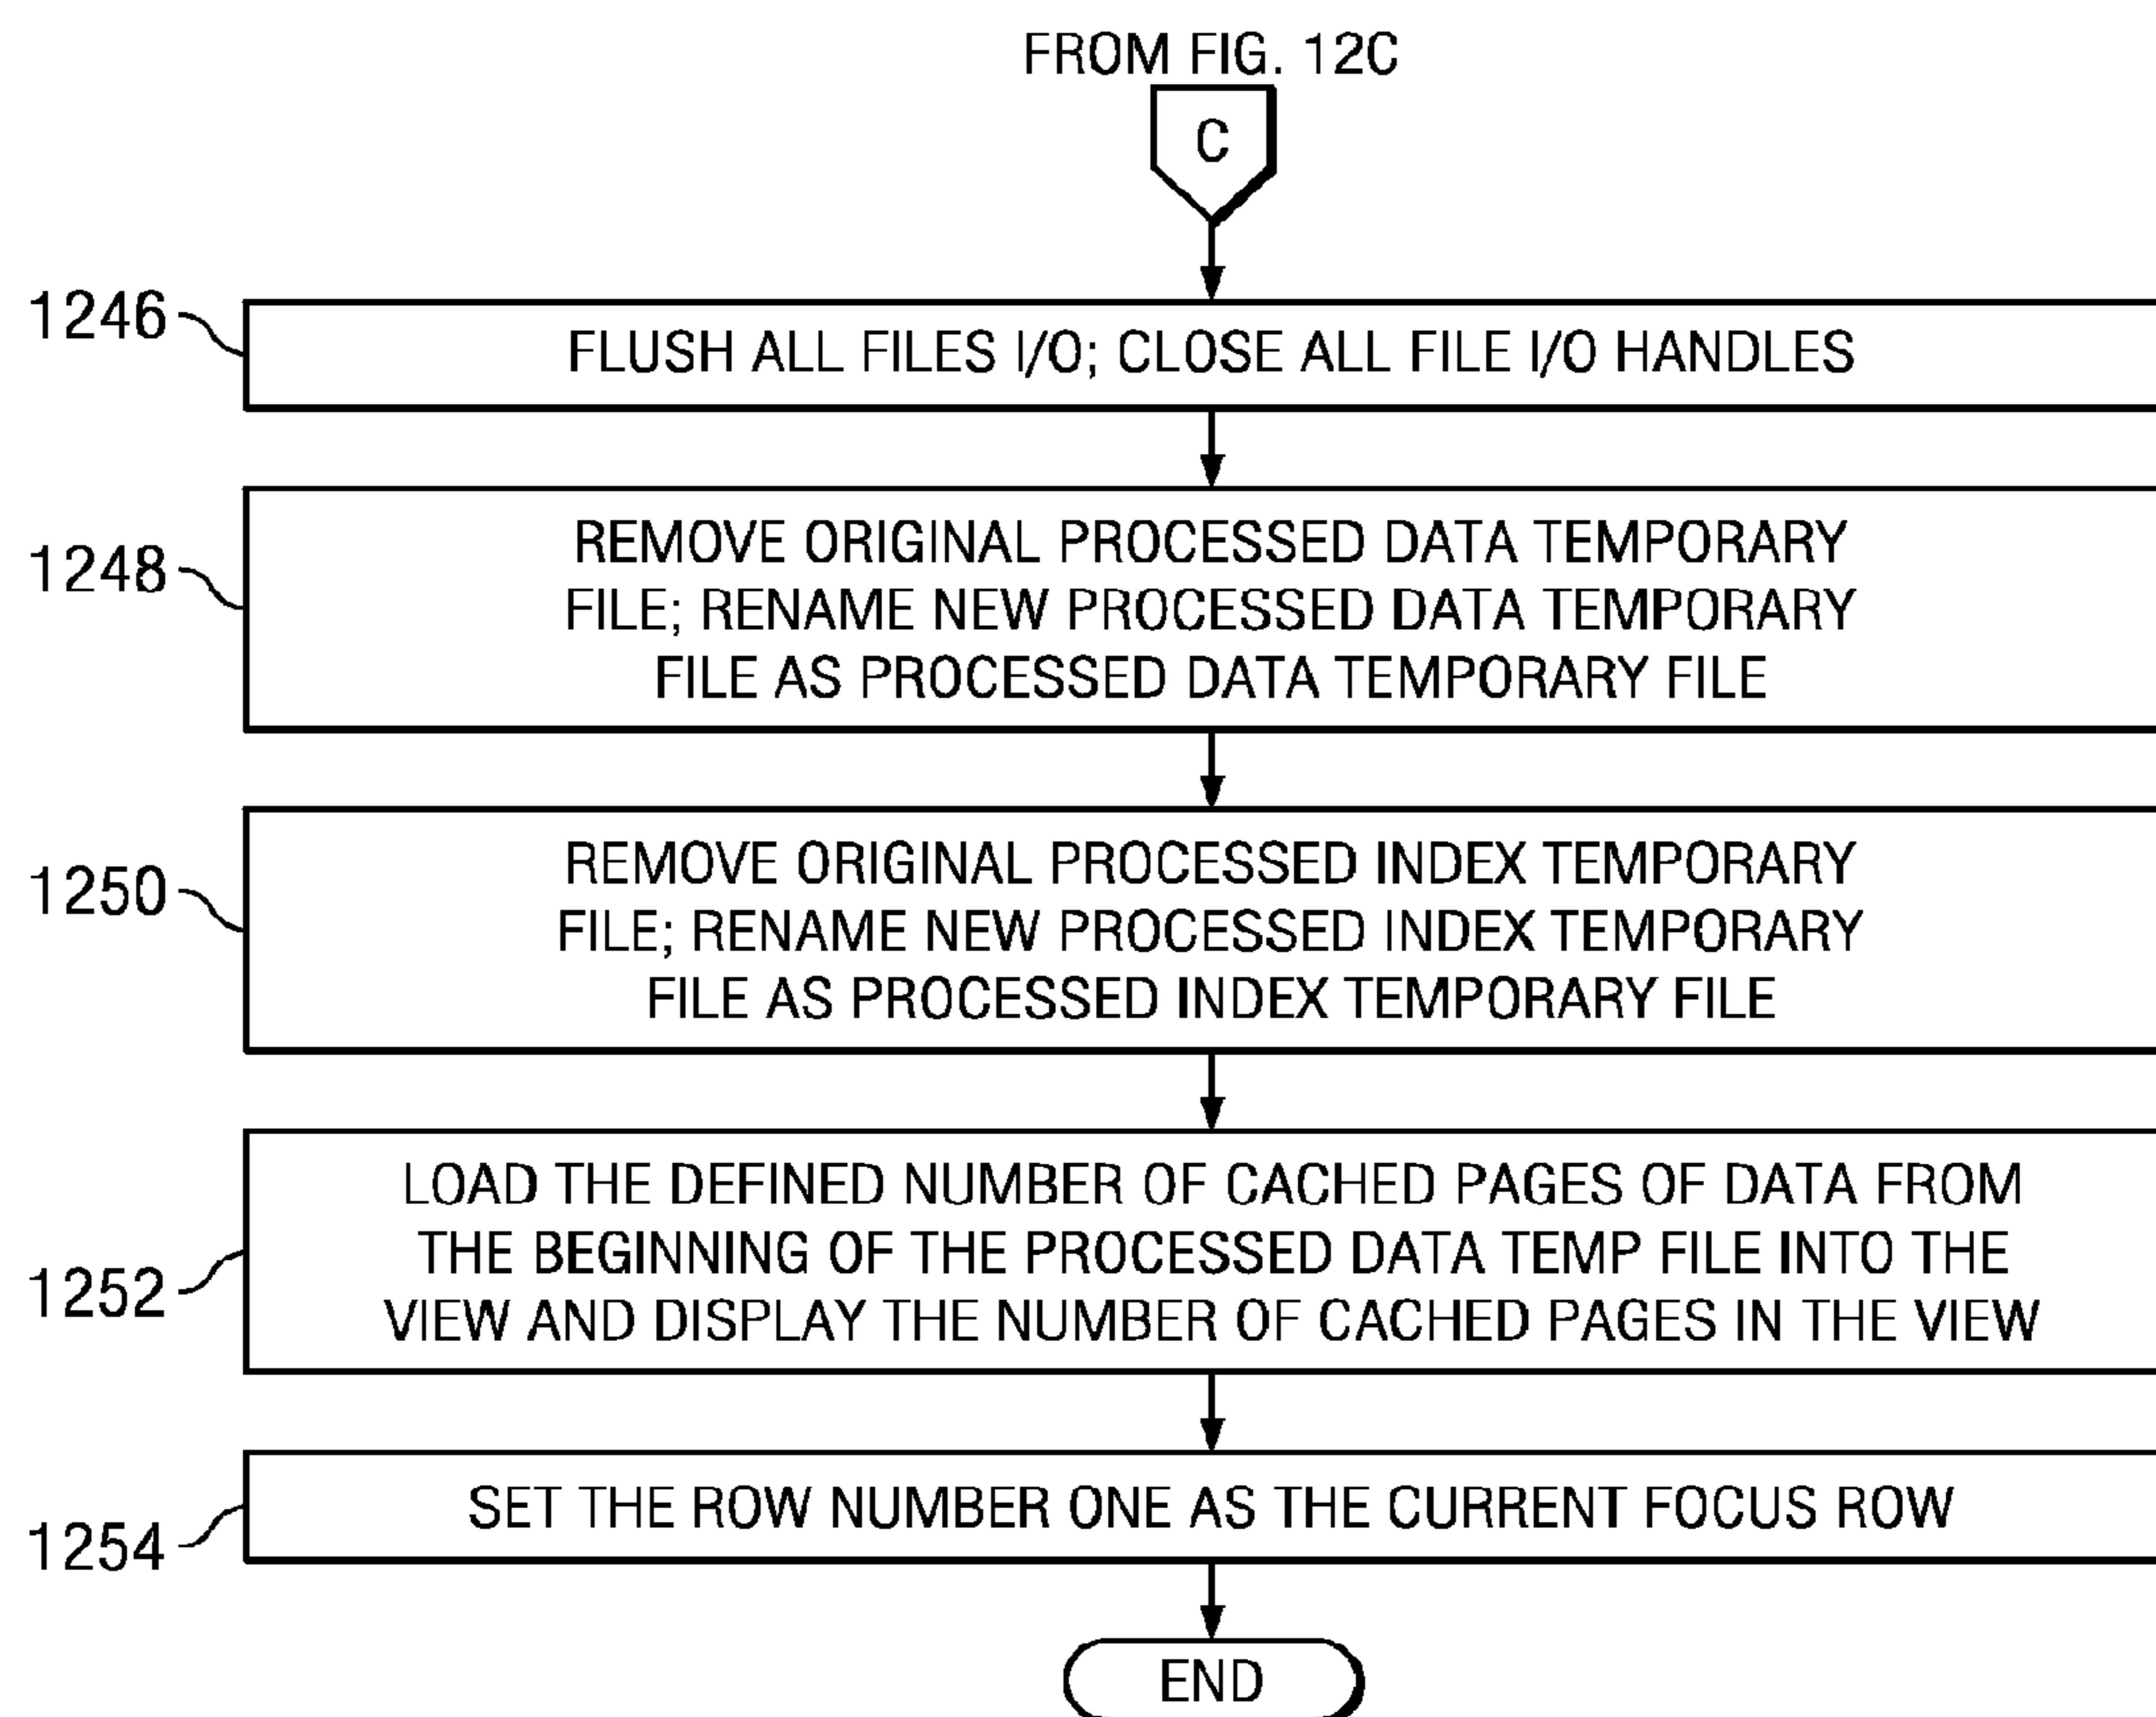 FROM FIG. 12C
C
1246
FLUSH ALL FILES I/O; CLOSE ALL FILE I/O HANDLES
1248
REMOVE ORIGINAL PROCESSED DATA TEMPORARY
FILE; RENAME NEW PROCESSED DATA TEMPORARY
FILE AS PROCESSED DATA TEMPORARY FILE
1250
REMOVE ORIGINAL PROCESSED INDEX TEMPORARY
FILE; RENAME NEW PROCESSED INDEX TEMPORARY
FILE AS PROCESSED INDEX TEMPORARY FILE
1252
LOAD THE DEFINED NUMBER OF CACHED PAGES OF DATA FROM
THE BEGINNING OF THE PROCESSED DATA TEMP FILE INTO THE
VIEW AND DISPLAY THE NUMBER OF CACHED PAGES IN THE VIEW
1254
SET THE ROW NUMBER ONE AS THE CURRENT FOCUS ROW
END